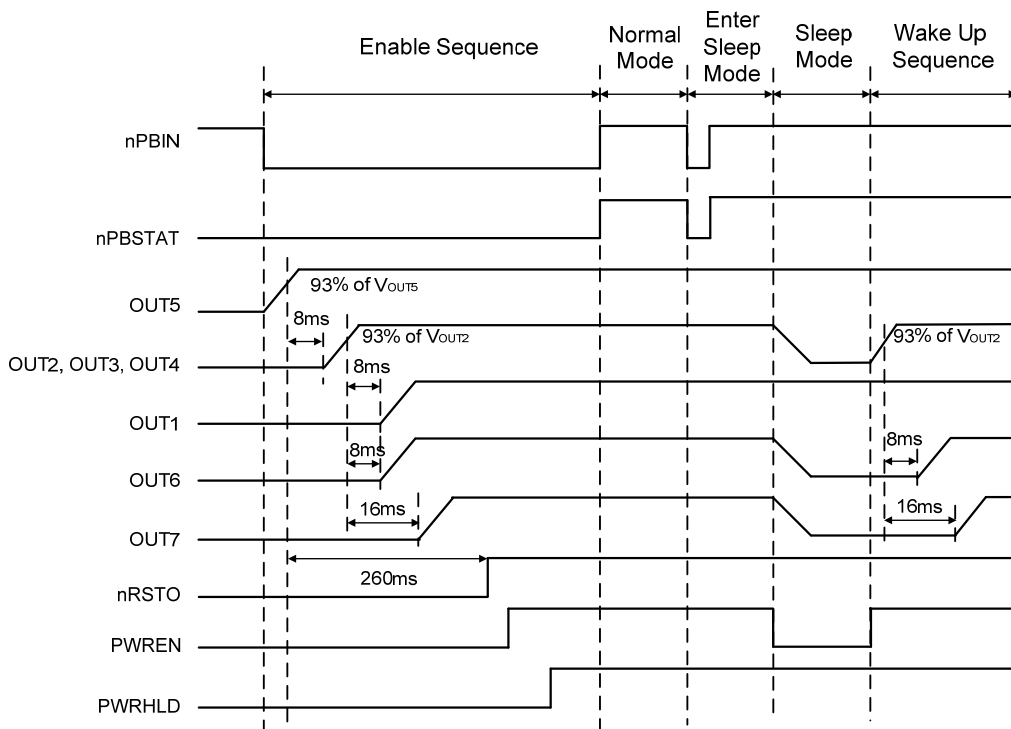 Enable Sequence
Normal
Mode
Enter
Sleep
Mode
Sleep
Mode
Wake Up
Sequence
nPBIN
nPBSTAT
OUT5
93% of VOUT5
8ms
OUT2, OUT3, OUT4
93% of VOUT2
93% of VOUT2
8ms
OUT1
8ms
8ms
OUT6
16ms
16ms
OUT7
260ms
nRSTO
PWREN
PWRHLD